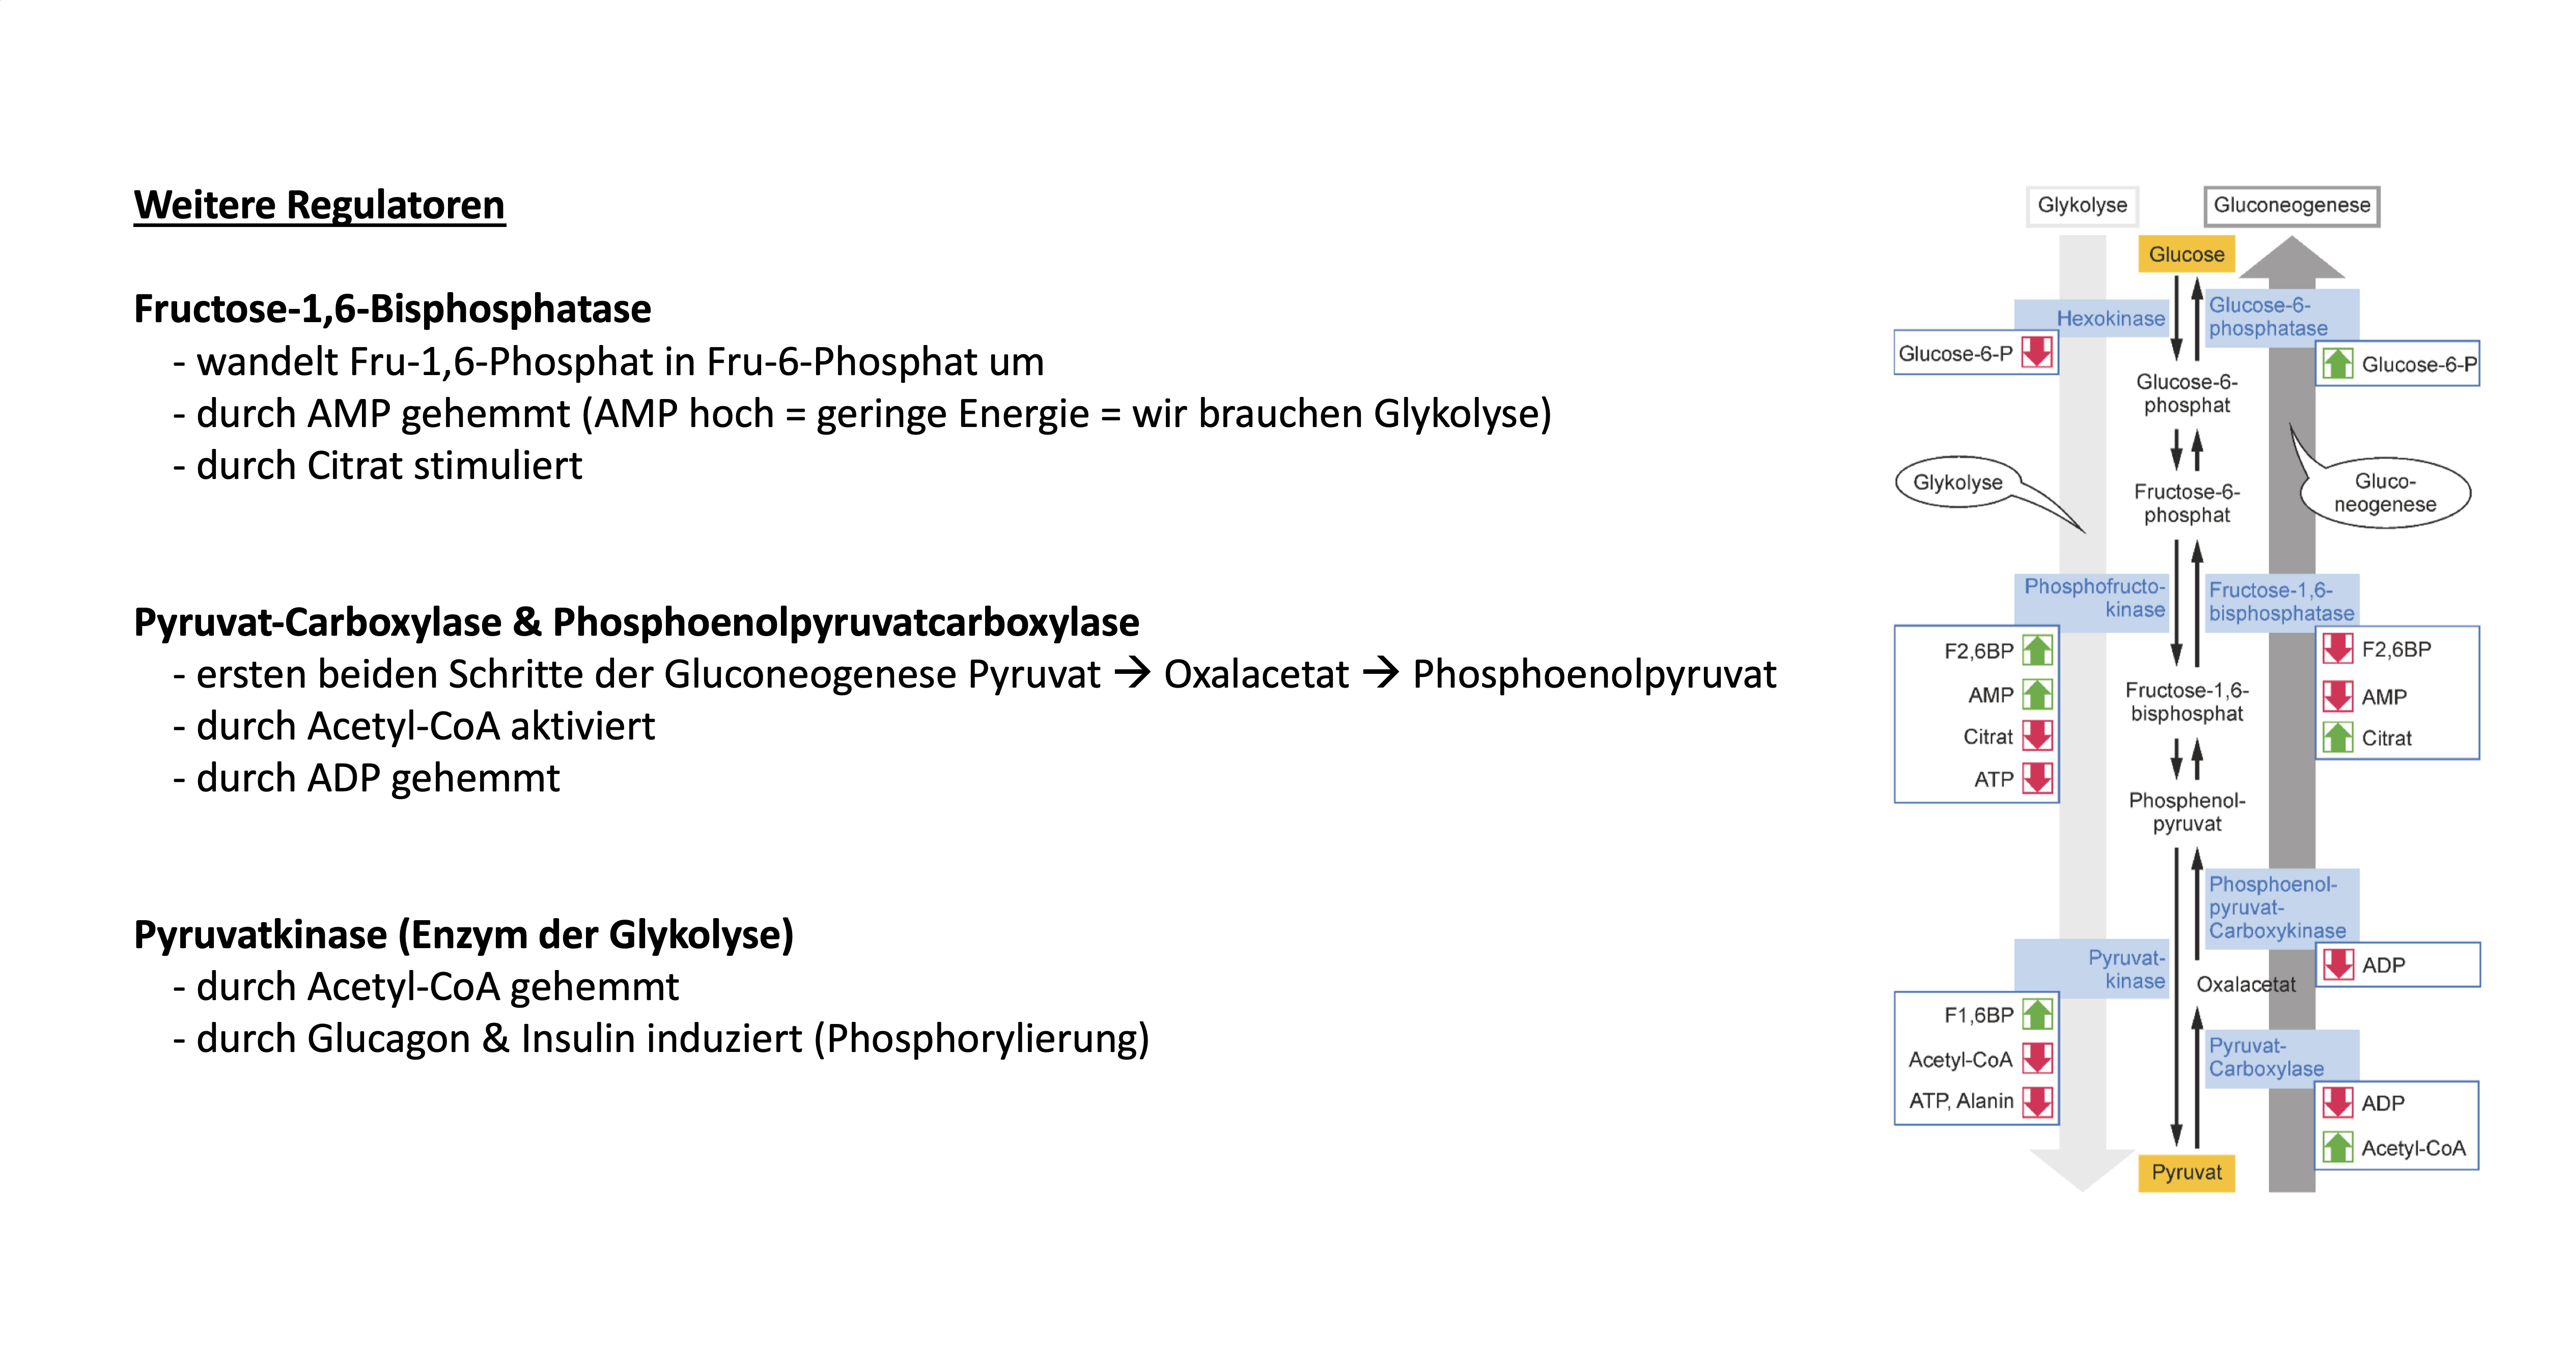 Weitere Regulatoren
Fructose-1,6-Bisphosphatase
- wandelt Fru-1,6-Phosphat in Fru-6-Phosphat um
- durch AMP gehemmt (AMP hoch = geringe Energie = wir brauchen Glykolyse)
- durch Citrat stimuliert
Pyruvat-Carboxylase & Phosphoenolpyruvatcarboxylase
- ersten beiden Schritte der Gluconeogenese Pyruvat → Oxalacetat → Phosphoenolpyruvat
- durch Acetyl-CoA aktiviert
- durch ADP gehemmt
Pyruvatkinase (Enzym der Glykolyse)
- durch Acetyl-CoA gehemmt
- durch Glucagon & Insulin induziert (Phosphorylierung)
Glykolyse
Gluconeogenese
Glucose
Hexokinase
Glucose-6-
phosphatase
Glucose-6-P
Glucose-6-P
Glucose-6-
phosphat
Glykolyse
Fructose-6-
phosphat
Gluco-
neogenese
Phosphofructo-
kinase
Fructose-1,6-
bisphosphatase
F2,6BP
AMP
Citrat
ATP
F2,6BP
AMP
Citrat
Fructose-1,6-
bisphosphat
Phosphenol-
pyruvat
Phosphoenol-
pyruvat-
Carboxykinase
ADP
Pyruvat-
kinase
Oxalacetat
F1,6BP
Acetyl-CoA
ATP, Alanin
Pyruvat-
Carboxylase
ADP
Acetyl-CoA
Pyruvat